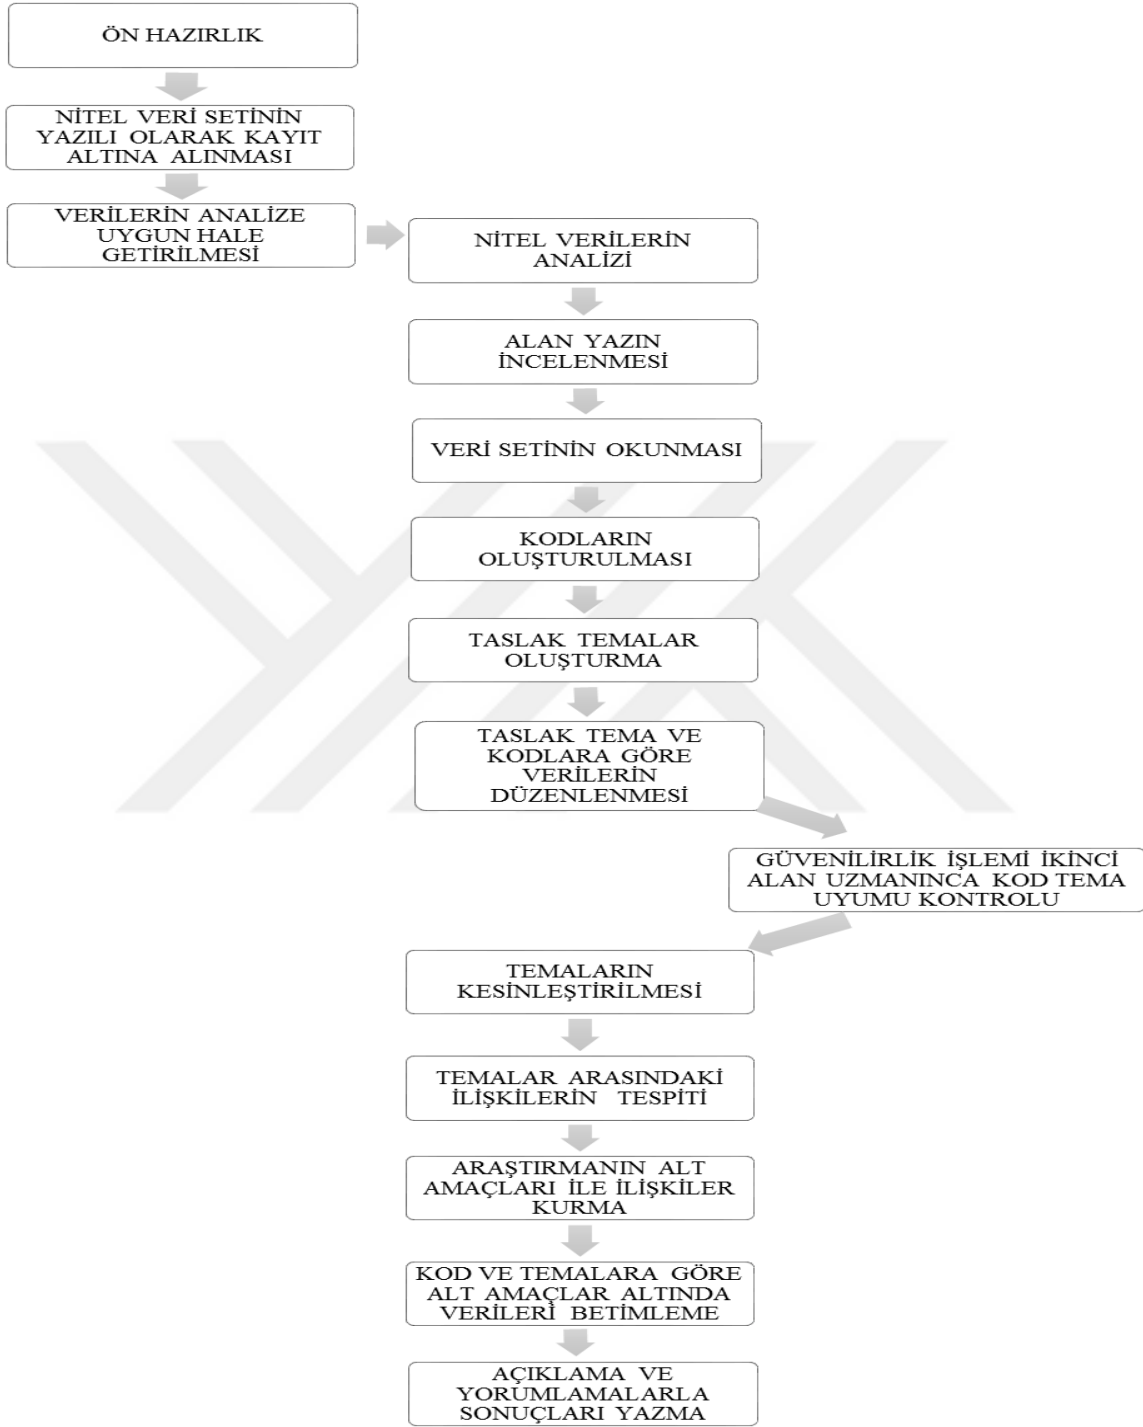 ÖN HAZIRLIK
NİTEL VERİ SETİNİN
YAZILI OLARAK KAYIT
ALTINA ALINMASI
VERİLERİN ANALİZE
UYGUN HALE
GETİRİLMESİ
NİTEL VERİLERİN
ANALİZİ
ALAN YAZIN
İNCELENMESİ
VERİ SETİNİN OKUNMASI
KODLARIN
OLUŞTURULMASI
TASLAK TEMALAR
OLUŞTURMA
TASLAK TEMA VE
KODLARA GÖRE
VERİLERİN
DÜZENLENMESİ
GÜVENİLİRLİK İŞLEMİ İKİNCİ
ALAN UZMANINCA KOD TEMA
UYUMU KONTROLU
TEMALARIN
KESİNLEŞTİRİLMESİ
TEMALAR ARASINDAKİ
İLİŞKİLERİN TESPİTİ
ARAŞTIRMANIN ALT
AMAÇLARI İLE İLİŞKİLER
KURMA
KOD VE TEMALARA GÖRE
ALT AMAÇLAR ALTINDA
VERİLERİ BETİMLEME
AÇIKLAMA VE
YORUMLAMALARLA
SONUÇLARI YAZMA